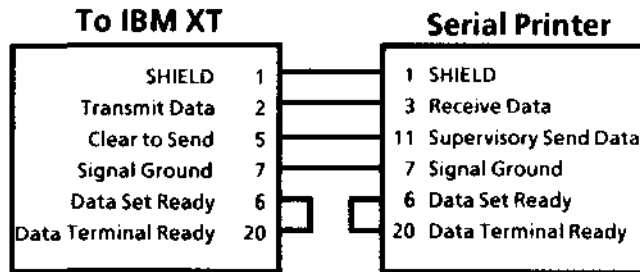 To IBM XT Serial Printer
SHIELD 1 1 SHIELD
Transmit Data 2 3 Receive Data
Clear to Send 5 11 Supervisory Send Data
Signal Ground 7 7 Signal Ground
Data Set Ready 6 6 Data Set Ready
Data Terminal Ready 20 20 Data Terminal Ready